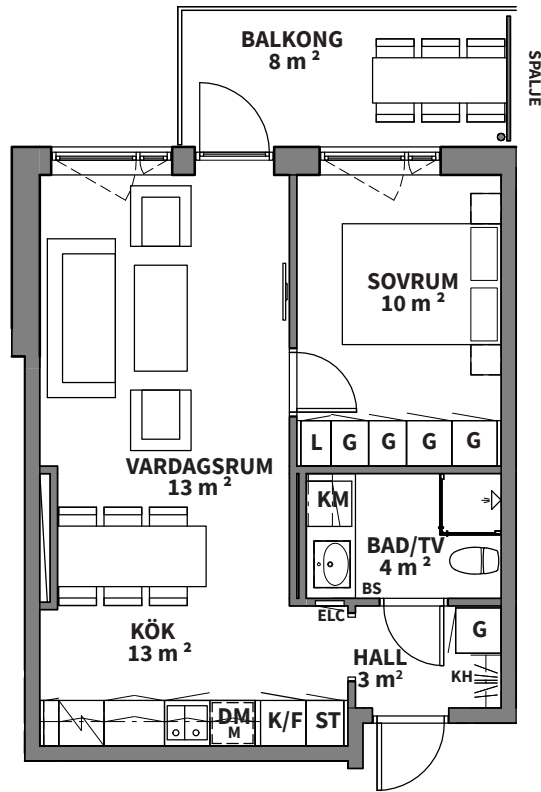 BALKONG
8 m ²
SPALJE
SOVRUM
10 m ²
L G G G G
VARDAGSRUM
13 m ²
KM
BAD/TV
4 m ²
BS
ELC
G
KÖK
13 m ²
HALL
3 m²
KH
DM
M
K/F
ST